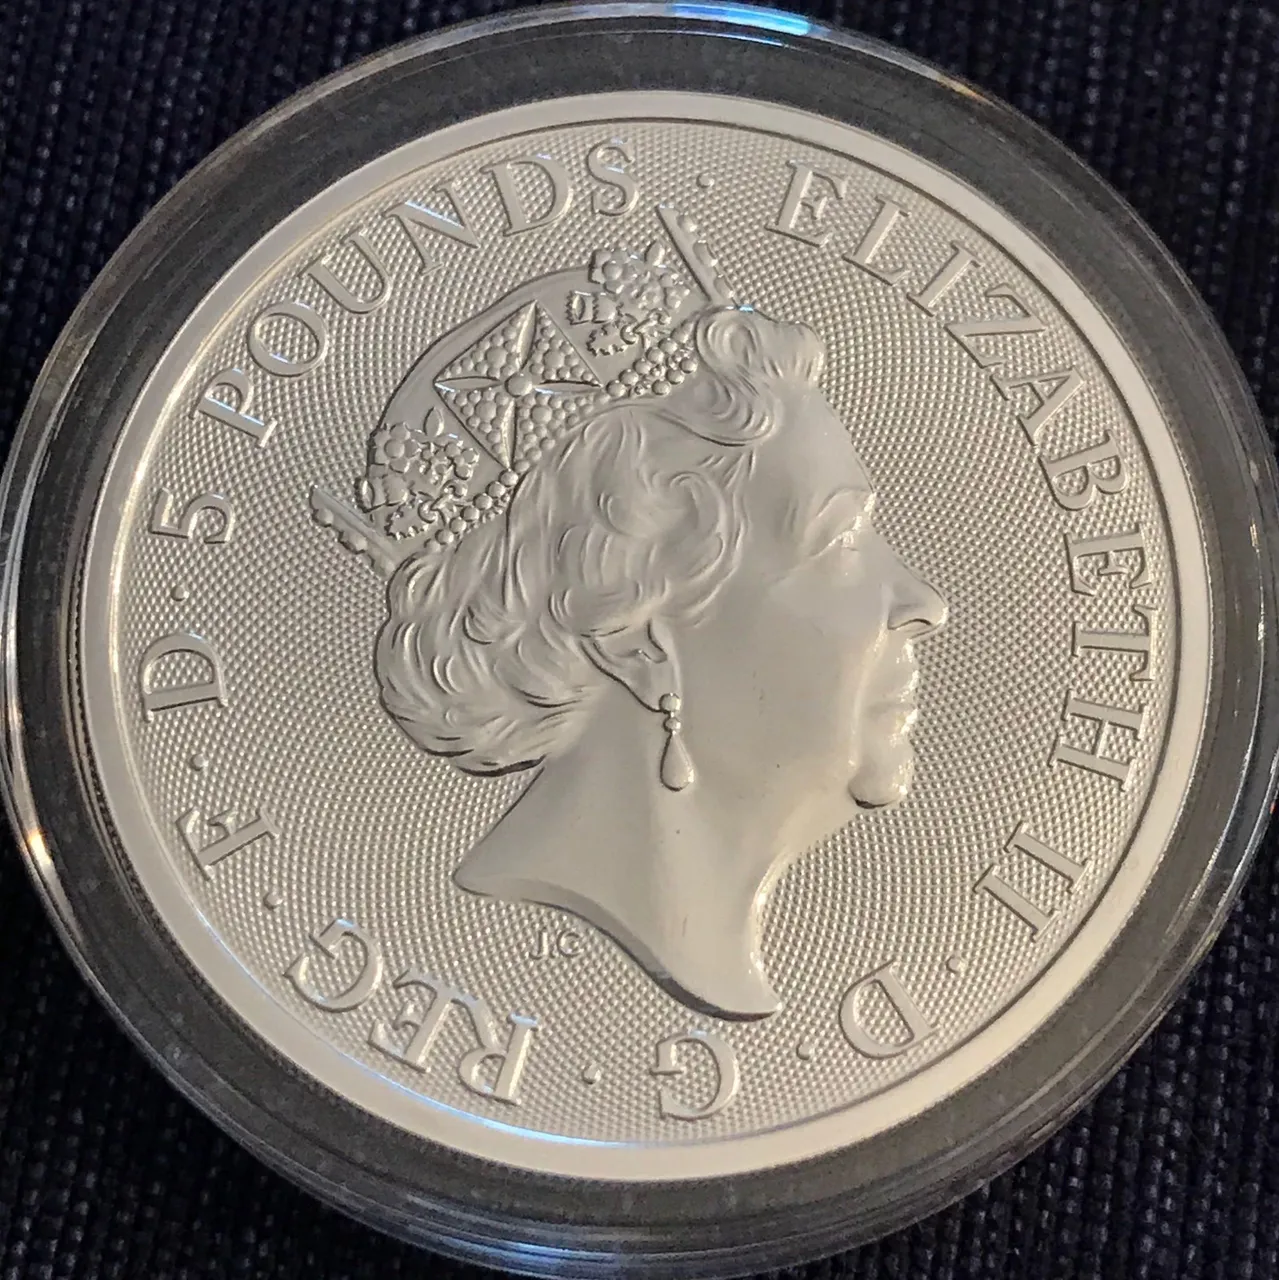 ELIZABETH II · D · G · REG · F · D · 5 POUNDS ·
J.C